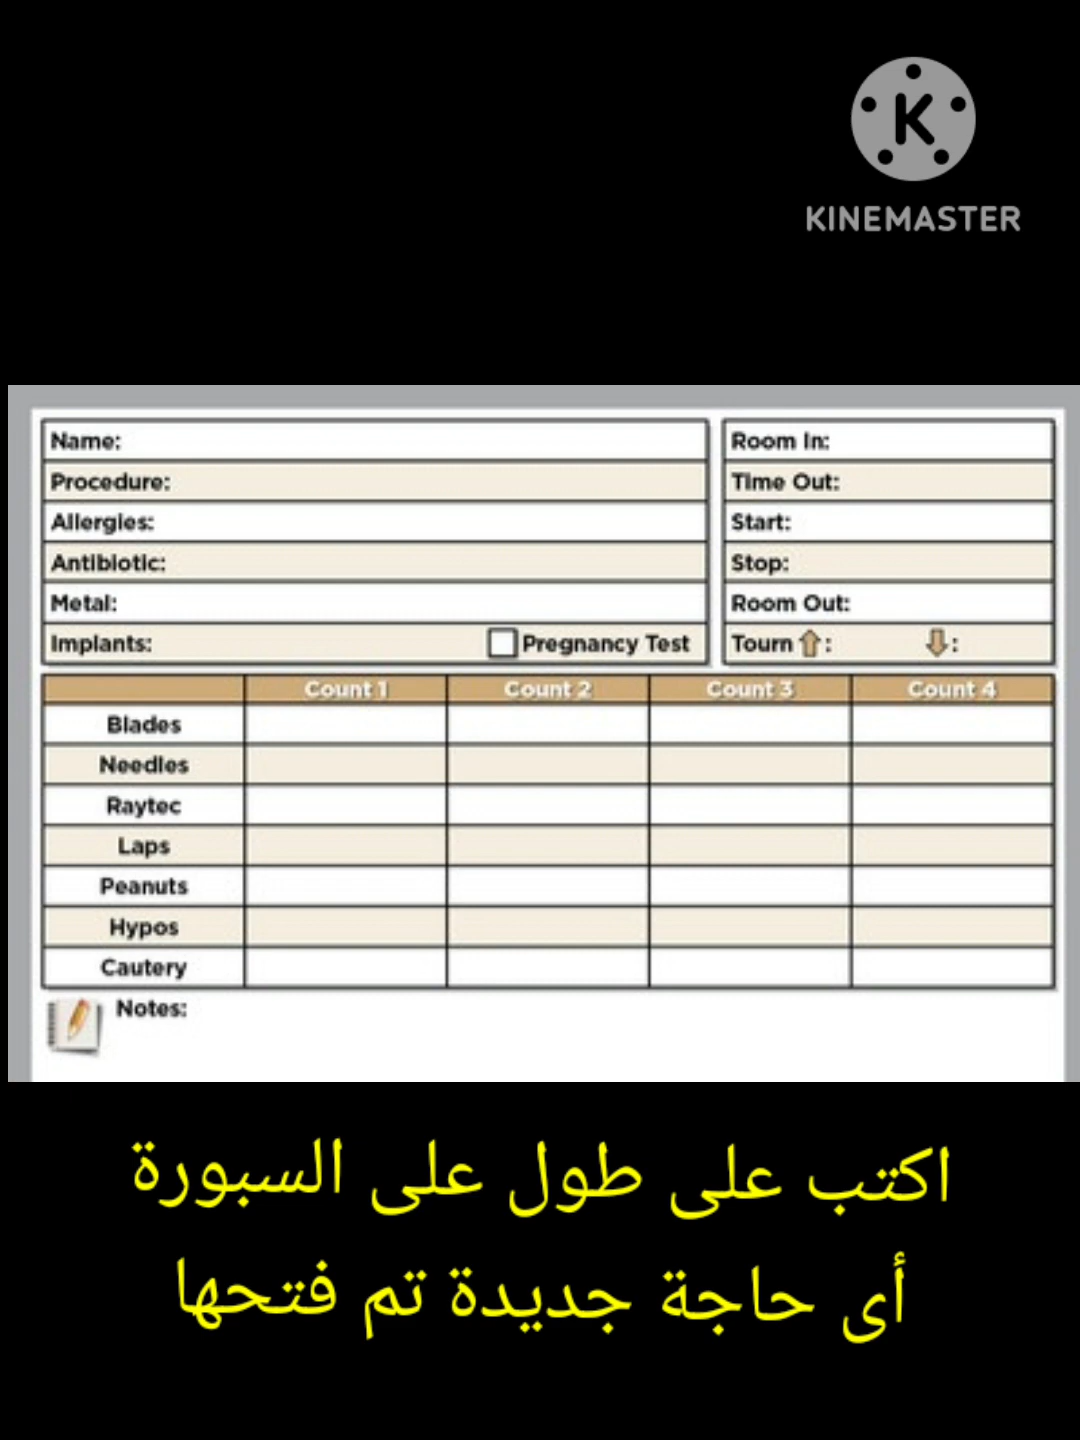 K
KINEMASTER
Name:
Procedure:
Allergies:
Antibiotic:
Metal:
Implants: Pregnancy Test
Room In:
Time Out:
Start:
Stop:
Room Out:
Tourn ⬆: ⬇:
Count 1 Count 2 Count 3 Count 4
Blades
Needles
Raytec
Laps
Peanuts
Hypos
Cautery
Notes:
اكتب على طول على السبورة
أى حاجة جديدة تم فتحها